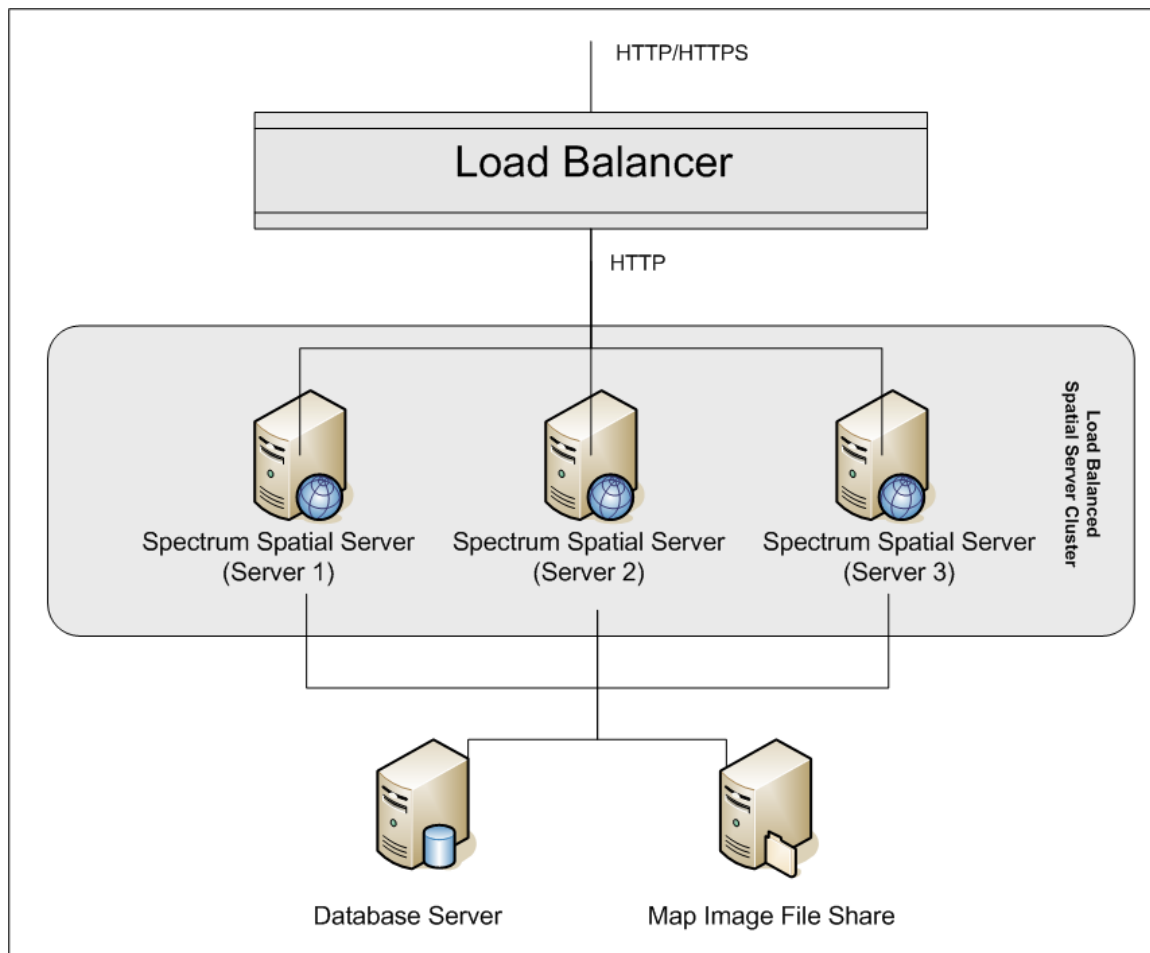 HTTP/HTTPS
Load Balancer
HTTP
Load Balanced
Spatial Server Cluster
Spectrum Spatial Server
(Server 1)
Spectrum Spatial Server
(Server 2)
Spectrum Spatial Server
(Server 3)
Database Server
Map Image File Share